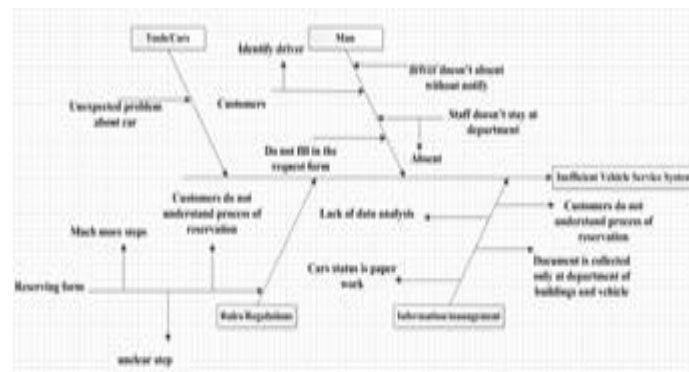 Tools/Cars
Man
Identify driver
driver doesn't absent
without notify
Unexpected problem
about car
Customers
Staff doesn't stay at
department
Do not fill in the
request form
Absent
Inefficient Vehicle Service System
Customers do not
understand process of
reservation
Lack of data analysis
Customers do not
understand process of
reservation
Much more steps
Cars status is paper
work
Document is collected
only at department of
buildings and vehicle
Reserving form
Rules/Regulations
Information/management
unclear step